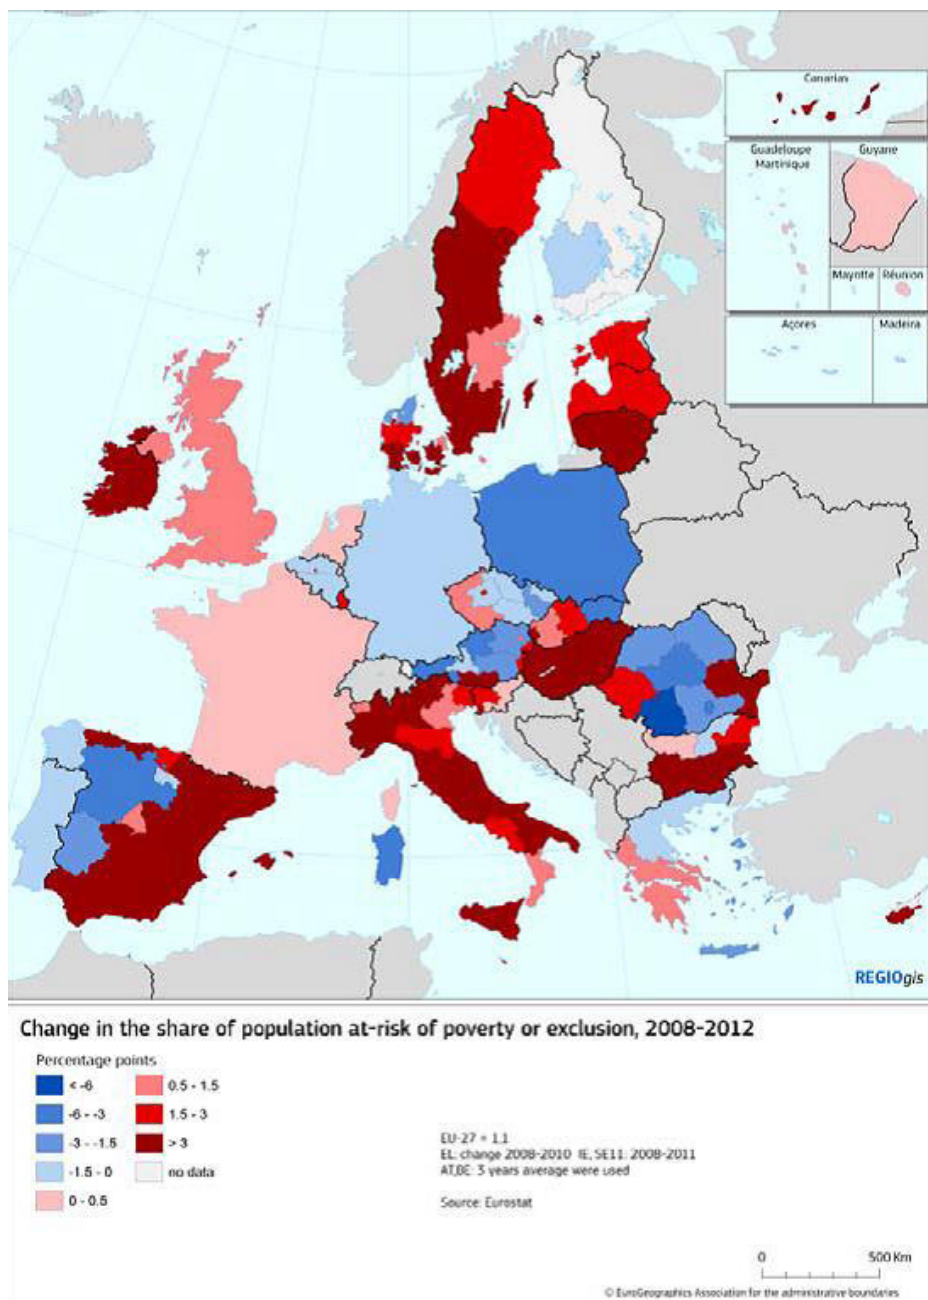 Canarias
Guadeloupe
Martinique
Guyane
Mayotte
Réunion
Açores
Madeira
REGIOgis
Change in the share of population at-risk of poverty or exclusion, 2008-2012
Percentage points
< -6
-6 - -3
-3 - -1.5
-1.5 - 0
0 - 0.5
0.5 - 1.5
1.5 - 3
> 3
no data
EU-27 = 1.1
EL: change 2008-2010 IE, SE11: 2008-2011
AT,BE: 3 years average were used
Source: Eurostat
0 500 Km
© EuroGeographics Association for the administrative boundaries